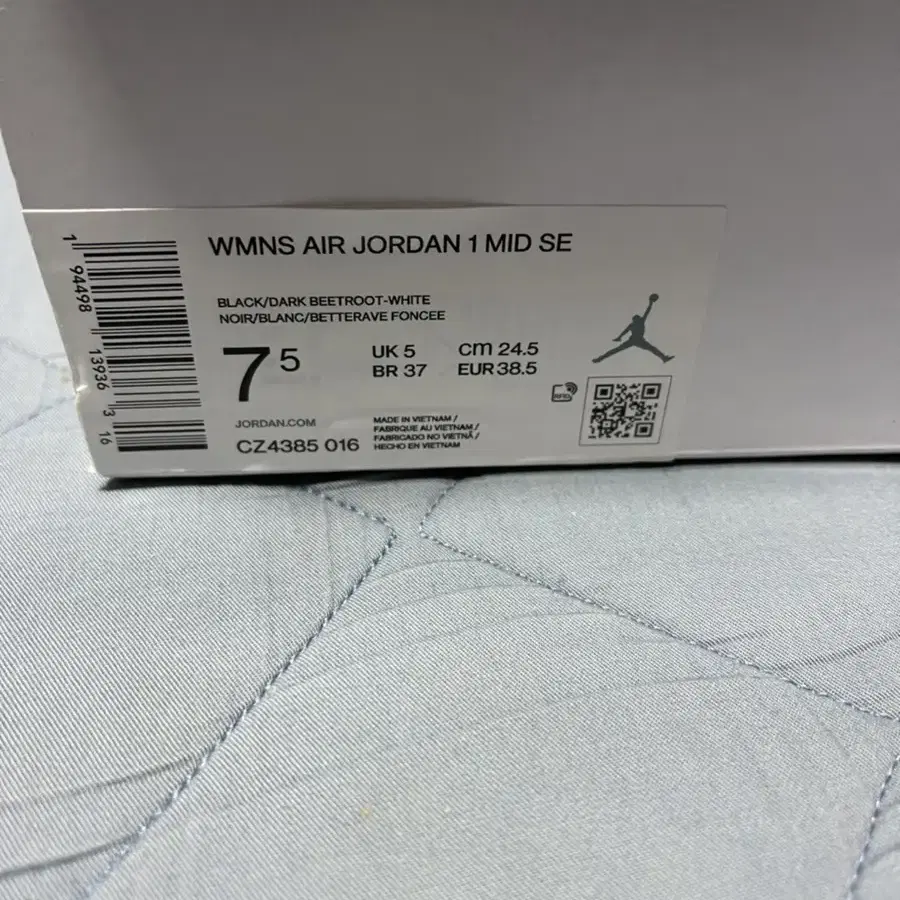 WMNS AIR JORDAN 1 MID SE
BLACK/DARK BEETROOT-WHITE
NOIR/BLANC/BETTERAVE FONCEE
7 5
UK 5
BR 37
cm 24.5
EUR 38.5
RFID
JORDAN.COM
CZ4385 016
MADE IN VIETNAM /
FABRIQUE AU VIETNAM /
FABRICADO NO VIETNÃ /
HECHO EN VIETNAM
1 94498 13936 3 16